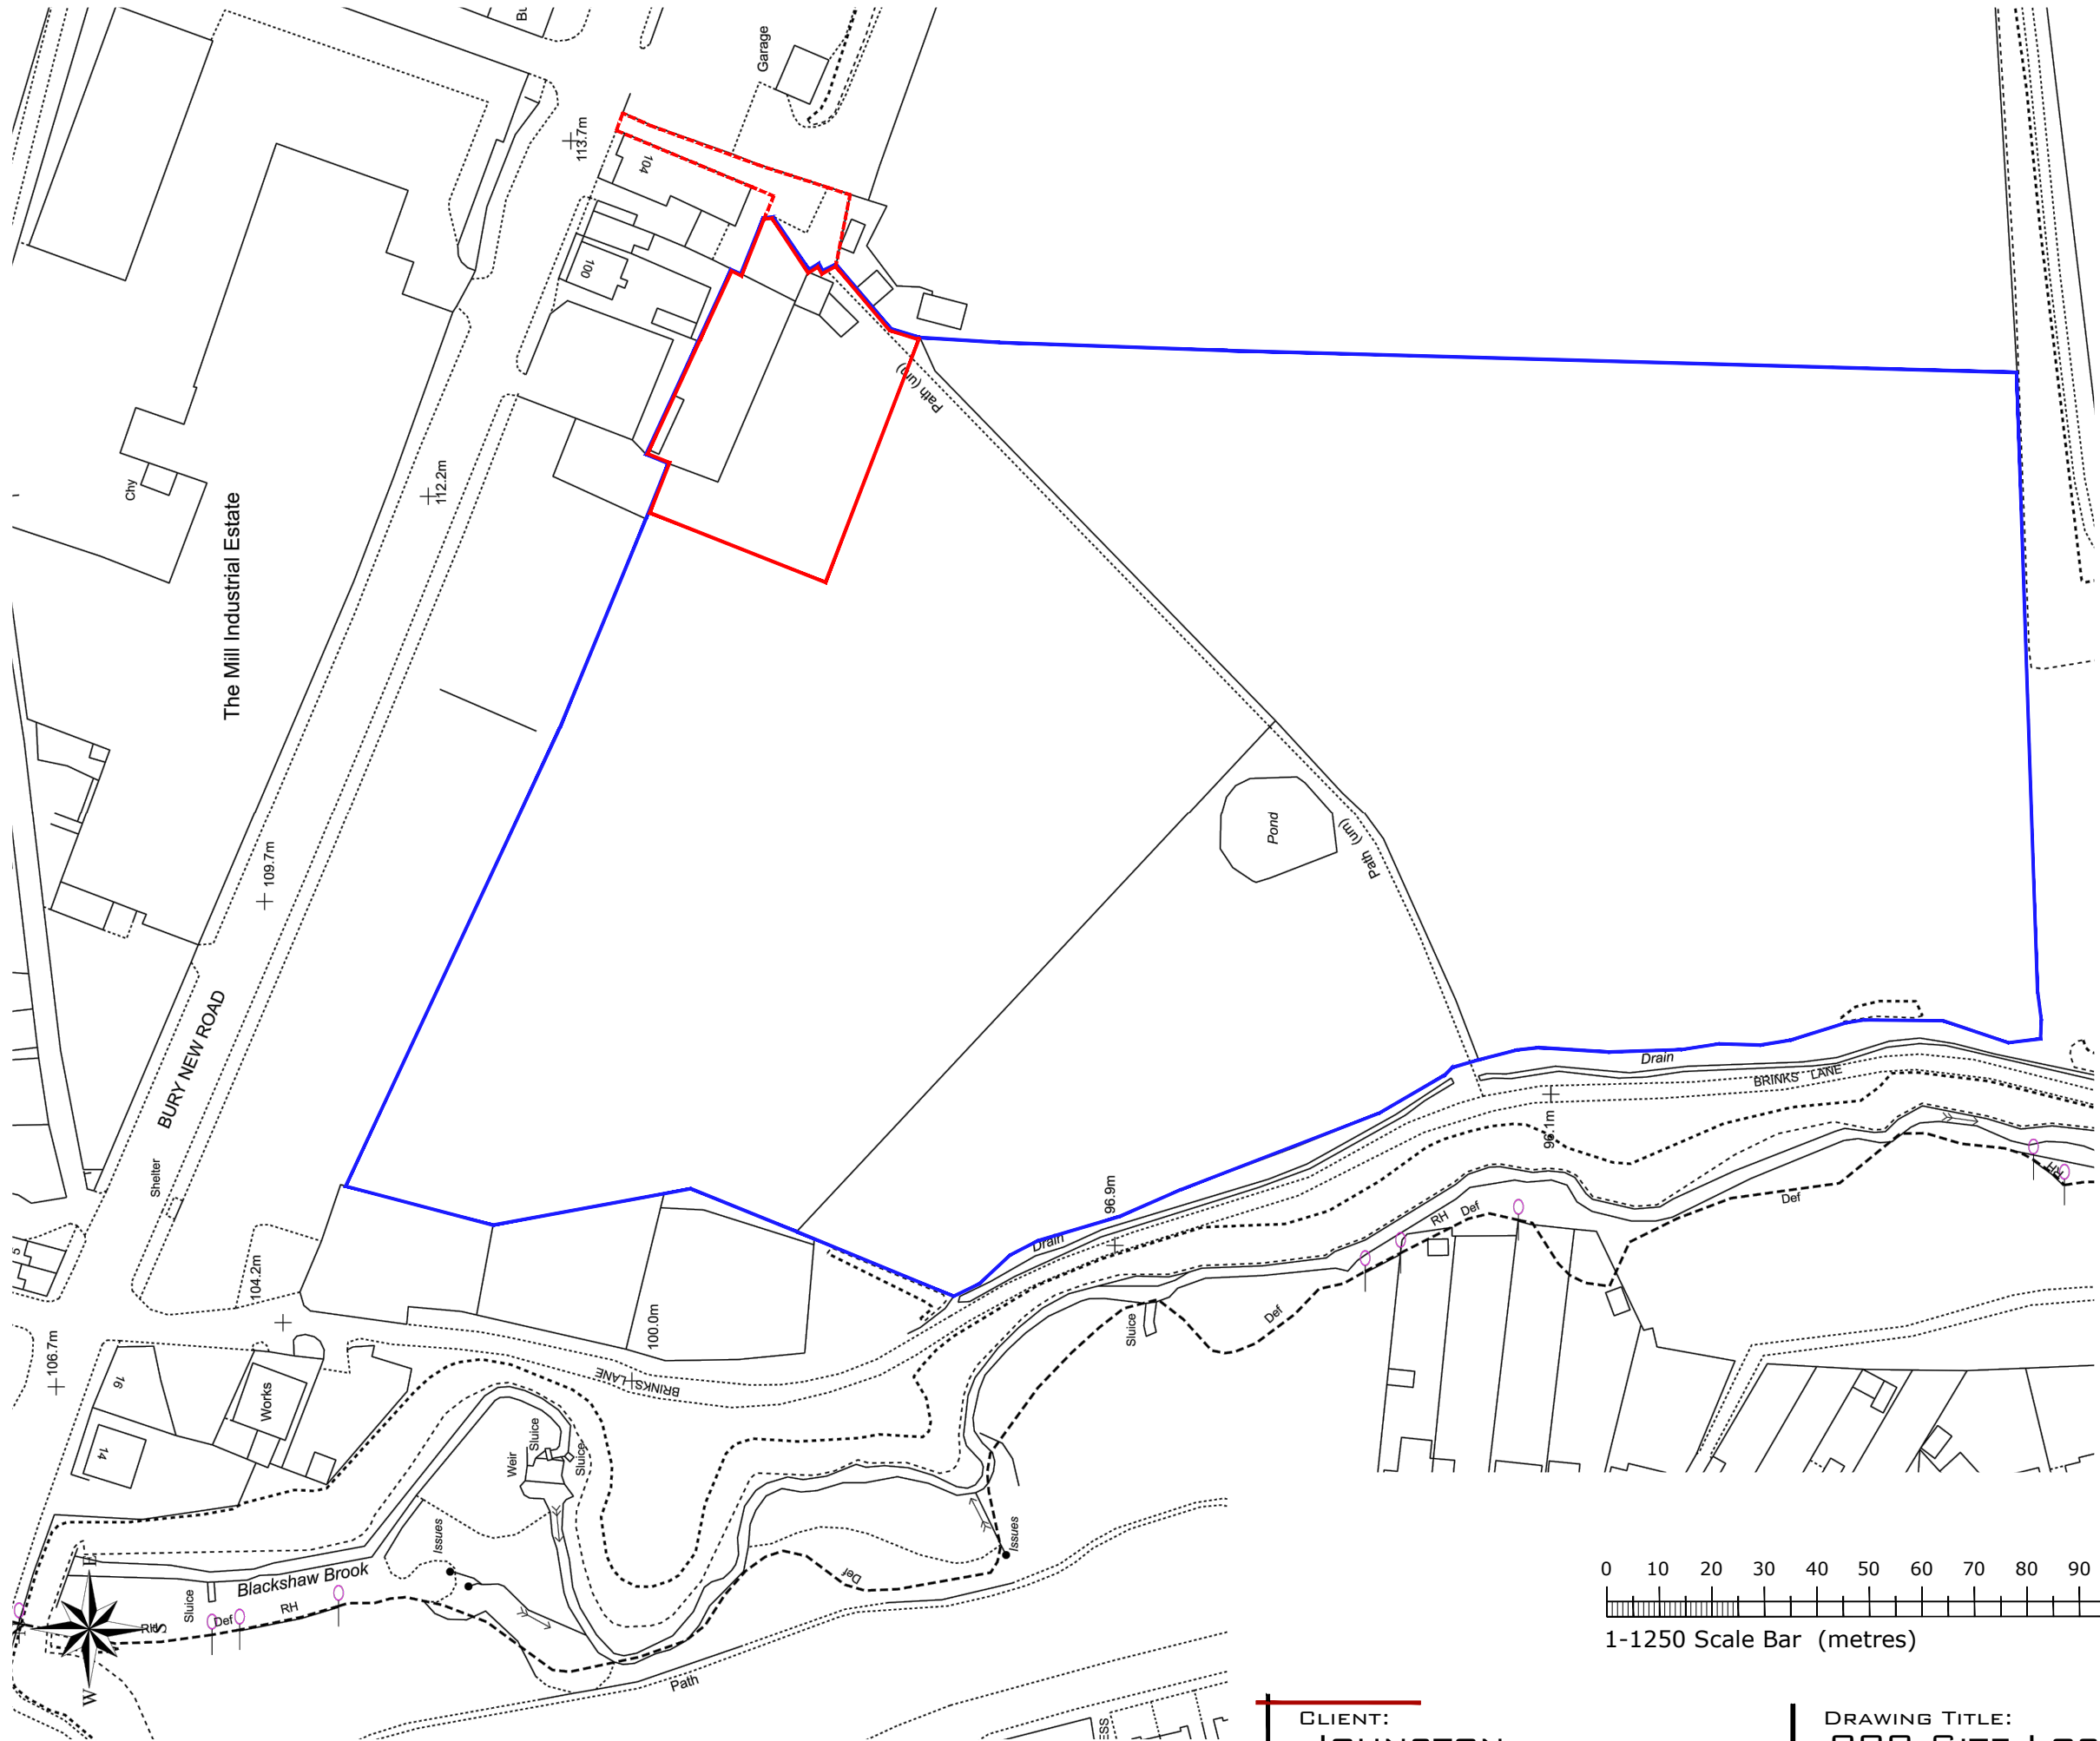 Garage
113.7m
104
100
Path (um)
Chy
112.2m
The Mill Industrial Estate
Pond
Path (um)
109.7m
BURY NEW ROAD
Drain
BRINKS LANE
96.1m
RH
Shelter
96.9m
Def
RH
Def
Drain
104.2m
100.0m
Sluice
Def
106.7m
16
BRINKS LANE
Works
14
Weir
Sluice
Sluice
Issues
Issues
E
Blackshaw Brook
Sluice
Def
RH
Def
S
W
Path
0 10 20 30 40 50 60 70 80 90
1-1250 Scale Bar (metres)
CLIENT:
DRAWING TITLE: